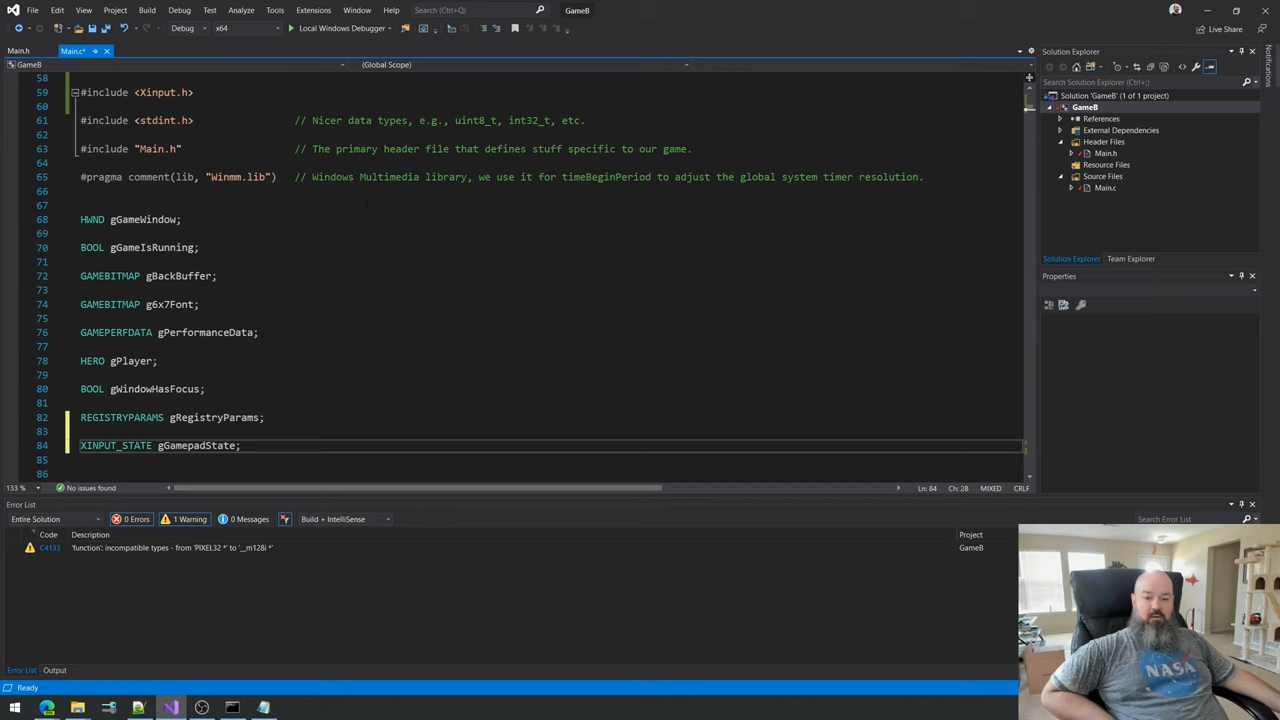 File Edit View Git Project Build Debug Test Analyze Tools Extensions Window Help Search (Ctrl+Q) GameB
Debug x64 Local Windows Debugger Live Share
Main.h Main.c*
GameB (Global Scope)
58
59 #include <Xinput.h>
60
61 #include <stdint.h> // Nicer data types, e.g., uint8_t, int32_t, etc.
62
63 #include "Main.h" // The primary header file that defines stuff specific to our game.
64
65 #pragma comment(lib, "Winmm.lib") // Windows Multimedia library, we use it for timeBeginPeriod to adjust the global system timer resolution.
66
67
68 HWND gGameWindow;
69
70 BOOL gGameIsRunning;
71
72 GAMEBITMAP gBackBuffer;
73
74 GAMEBITMAP g6x7Font;
75
76 GAMEPERFDATA gPerformanceData;
77
78 HERO gPlayer;
79
80 BOOL gWindowHasFocus;
81
82 REGISTRYPARAMS gRegistryParams;
83
84 XINPUT_STATE gGamepadState;
85
86
133 % No issues found Ln: 84 Ch: 28 MIXED CRLF
Error List
Entire Solution 0 Errors 1 Warning 0 Messages Build + IntelliSense Search Error List
Code Description Project
C4133 'function': incompatible types - from 'PIXEL32 *' to '__m128i *' GameB
Error List Output
Ready
Solution Explorer
Search Solution Explorer (Ctrl+;)
Solution 'GameB' (1 of 1 project)
GameB
References
External Dependencies
Header Files
Main.h
Resource Files
Source Files
Main.c
Solution Explorer Team Explorer
Properties
Notifications
NASA